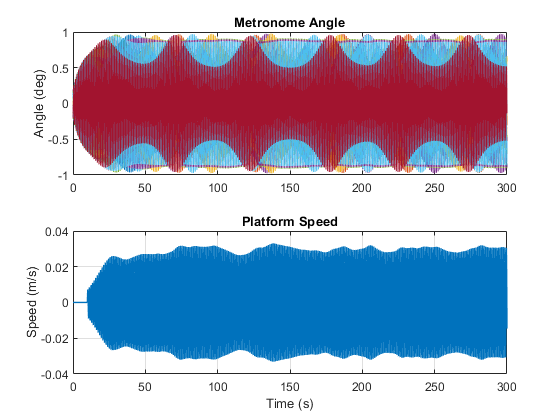 Metronome Angle
1
0.5
0
-0.5
-1
Angle (deg)
0 50 100 150 200 250 300
Platform Speed
0.04
0.02
0
-0.02
-0.04
Speed (m/s)
0 50 100 150 200 250 300
Time (s)